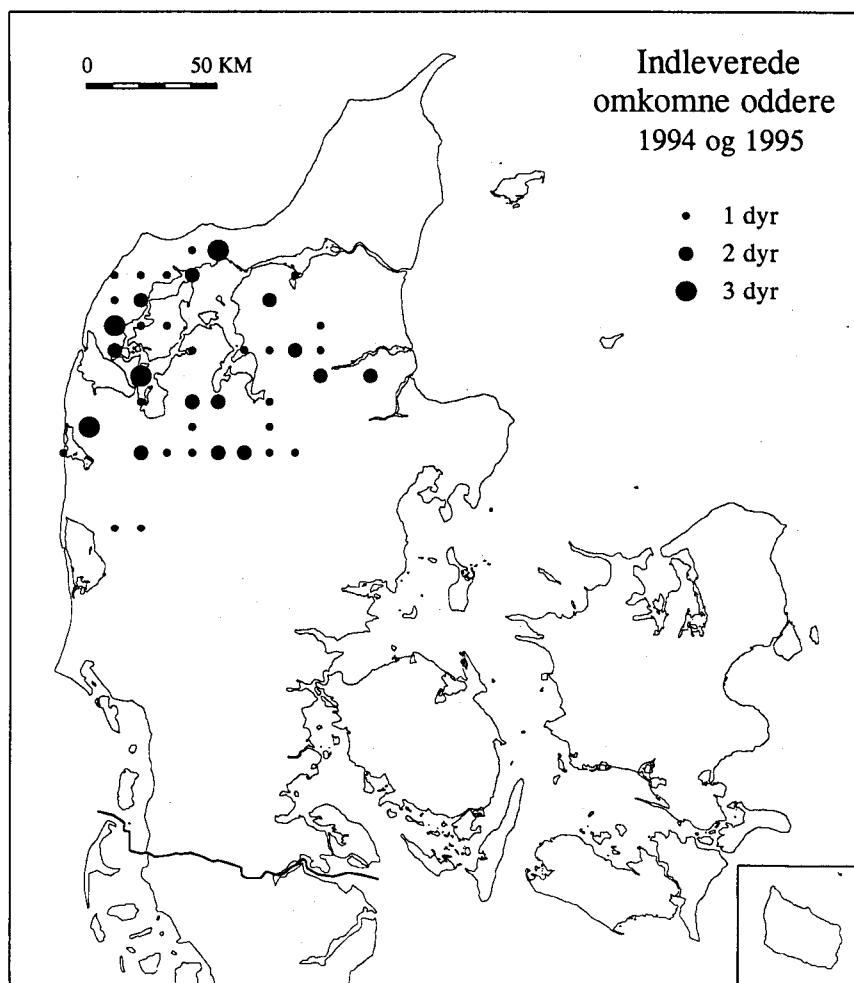 0 50 KM
Indleverede
omkomne oddere
1994 og 1995
1 dyr
2 dyr
3 dyr